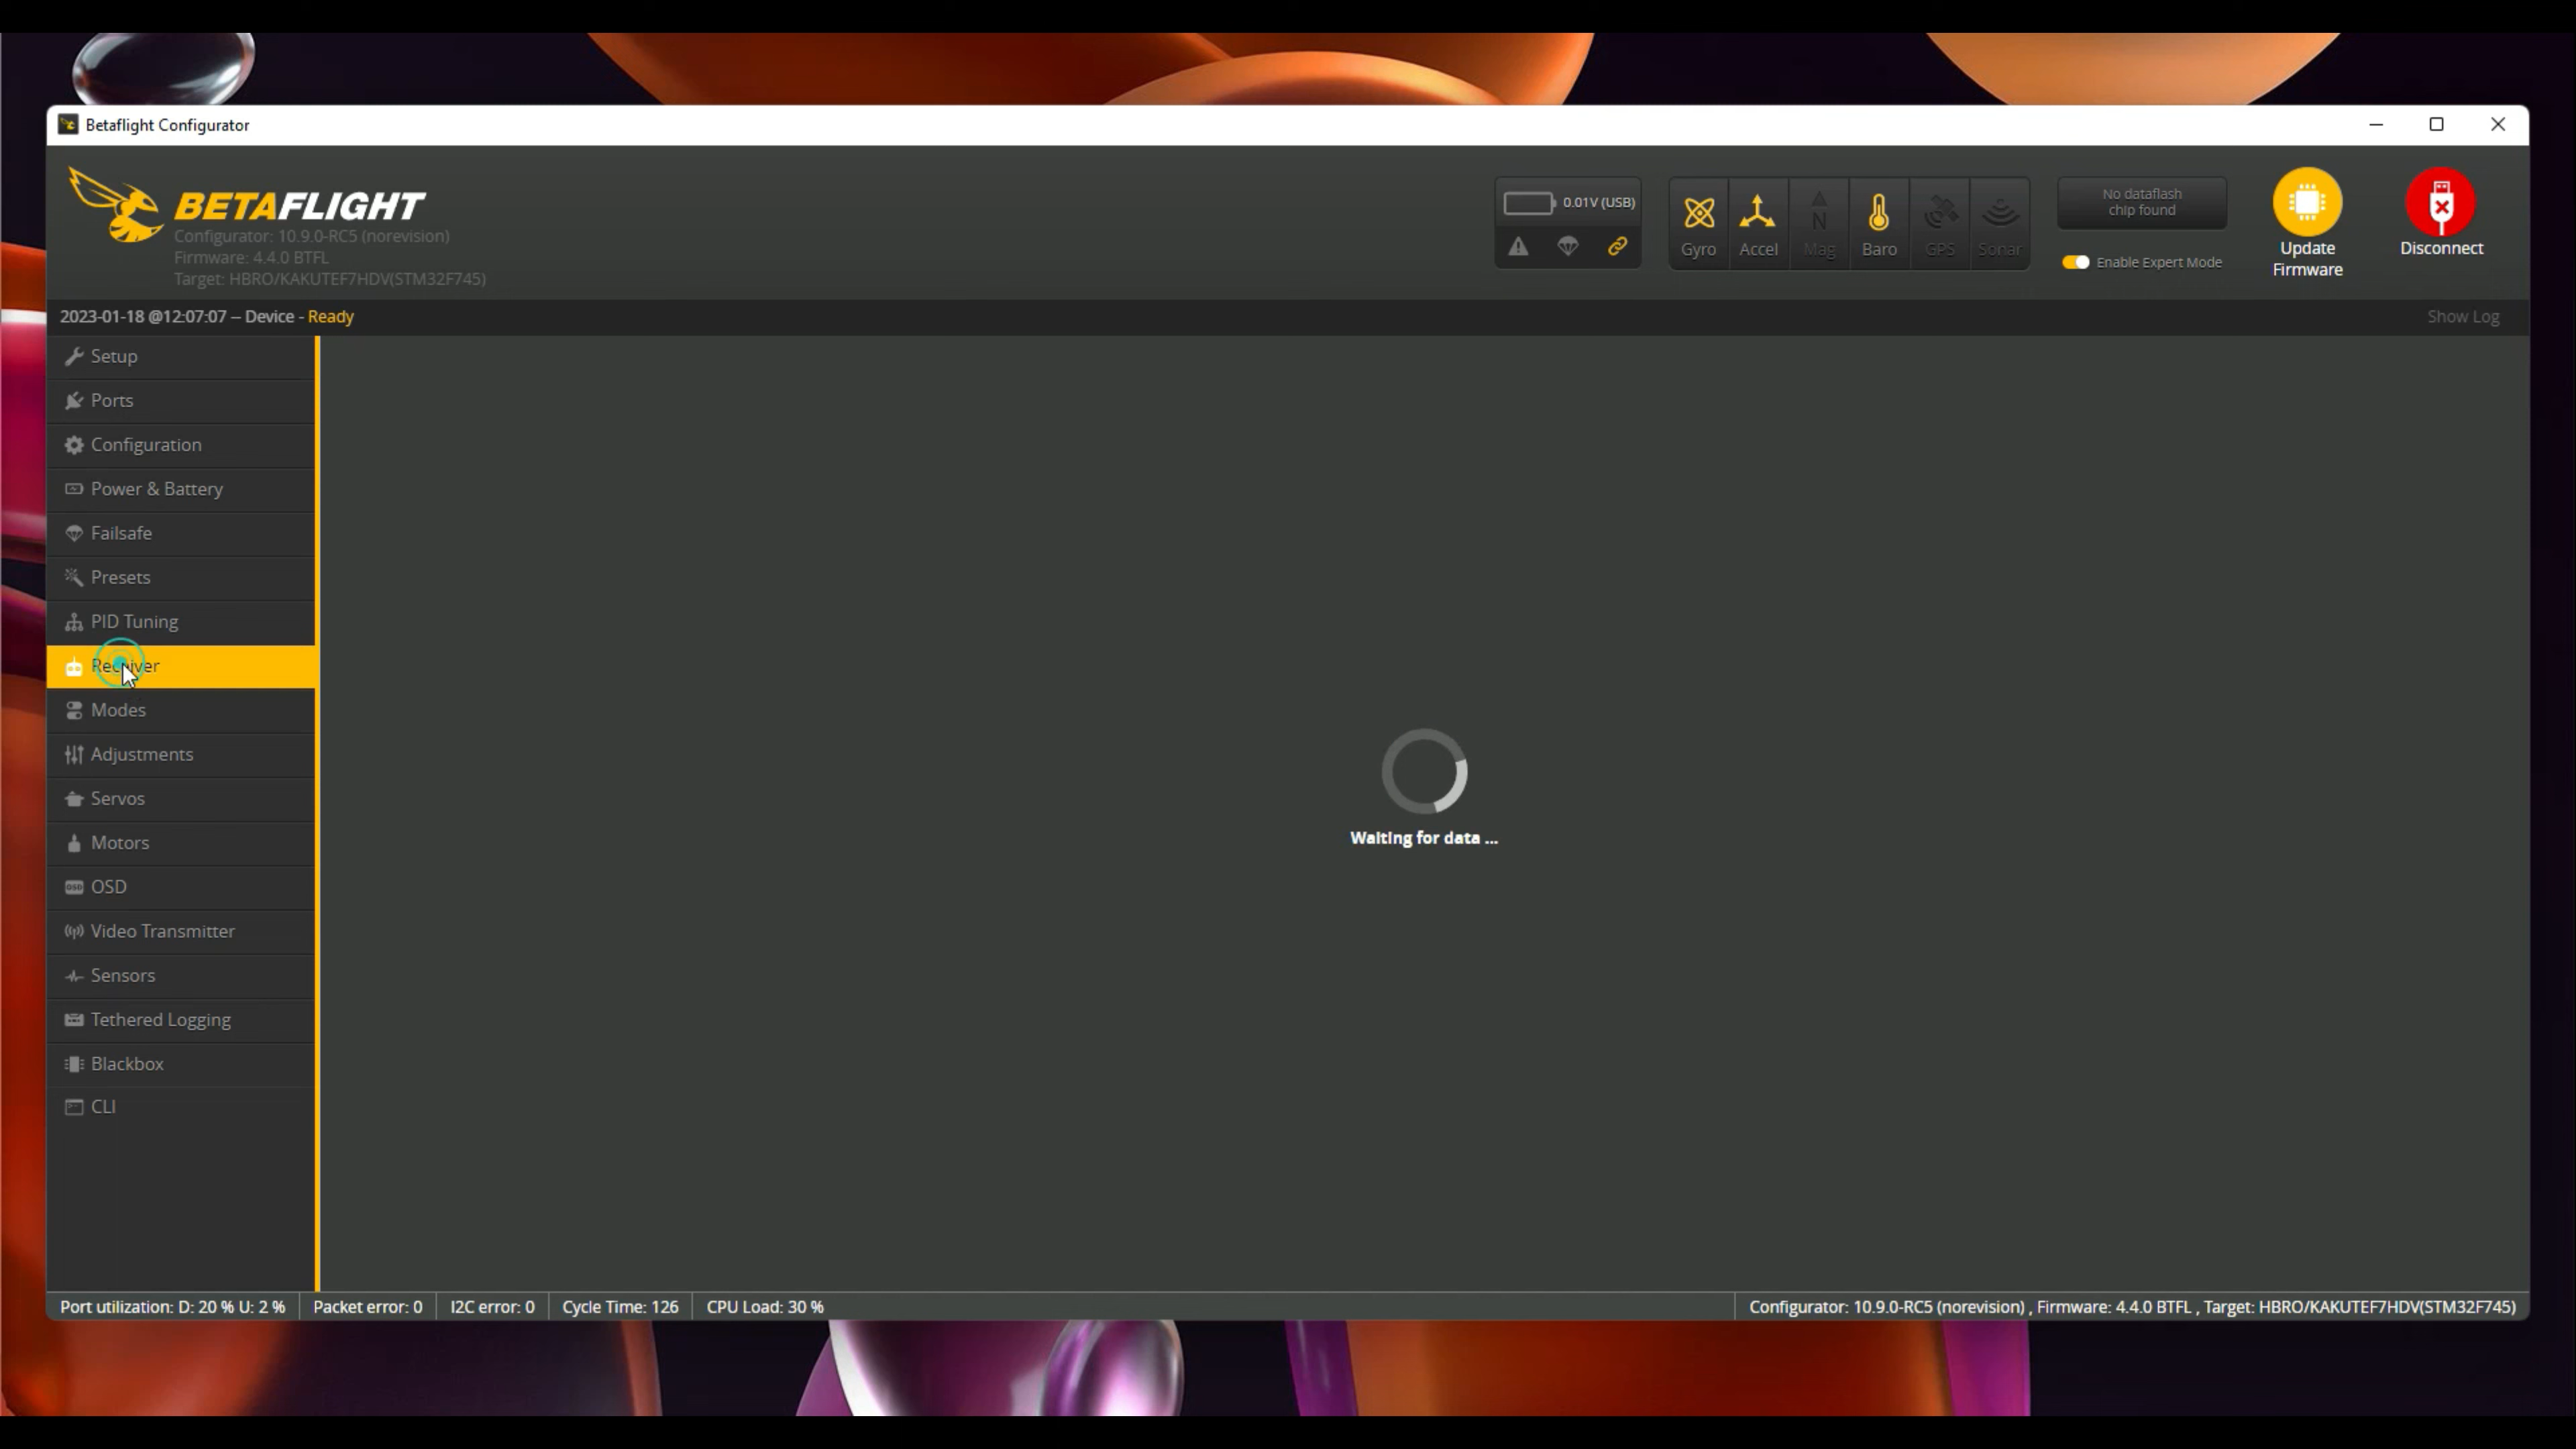 Betaflight Configurator
BETAFLIGHT
Configurator: 10.9.0-RC5 (norevision)
Firmware: 4.4.0 BTFL
Target: HBRO/KAKUTEF7HDV(STM32F745)
0.01V (USB)
Gyro
Accel
N
Mag
Baro
GPS
Sonar
No dataflash
chip found
Enable Expert Mode
Update
Firmware
Disconnect
2023-01-18 @12:07:07 -- Device - Ready
Show Log
Setup
Ports
Configuration
Power & Battery
Failsafe
Presets
PID Tuning
Receiver
Modes
Adjustments
Servos
Motors
OSD
Video Transmitter
Sensors
Tethered Logging
Blackbox
CLI
Waiting for data ...
Port utilization: D: 20 % U: 2 %
Packet error: 0
I2C error: 0
Cycle Time: 126
CPU Load: 30 %
Configurator: 10.9.0-RC5 (norevision) , Firmware: 4.4.0 BTFL , Target: HBRO/KAKUTEF7HDV(STM32F745)